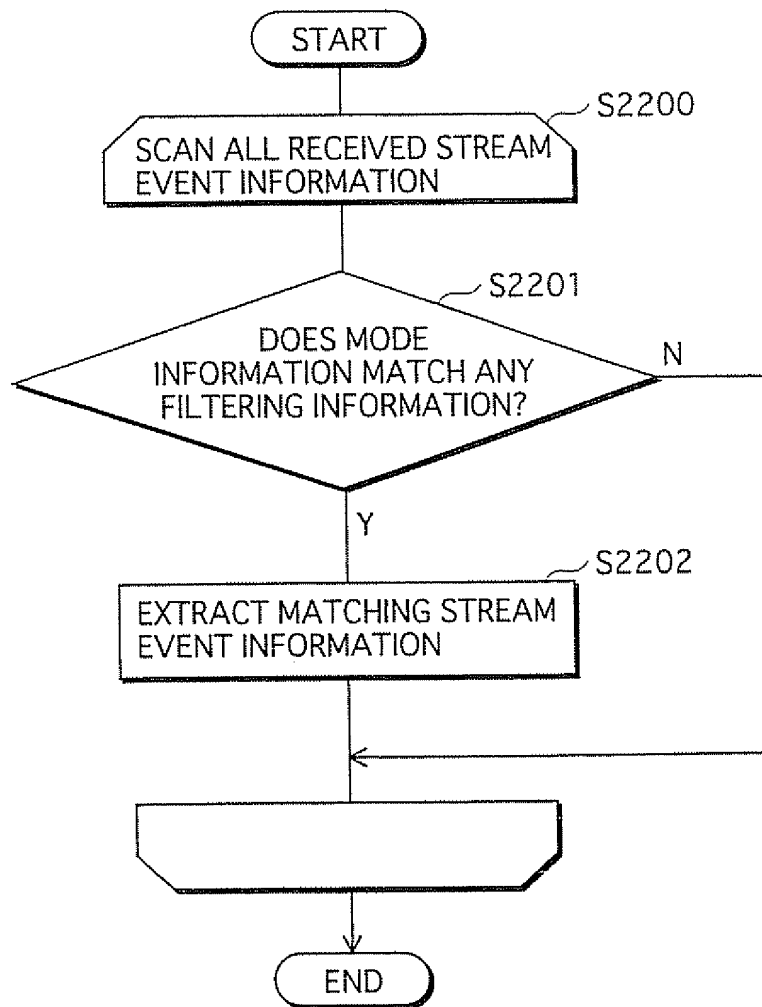 START
S2200
SCAN ALL RECEIVED STREAM
EVENT INFORMATION
S2201
DOES MODE
INFORMATION MATCH ANY
FILTERING INFORMATION?
N
Y
S2202
EXTRACT MATCHING STREAM
EVENT INFORMATION
END